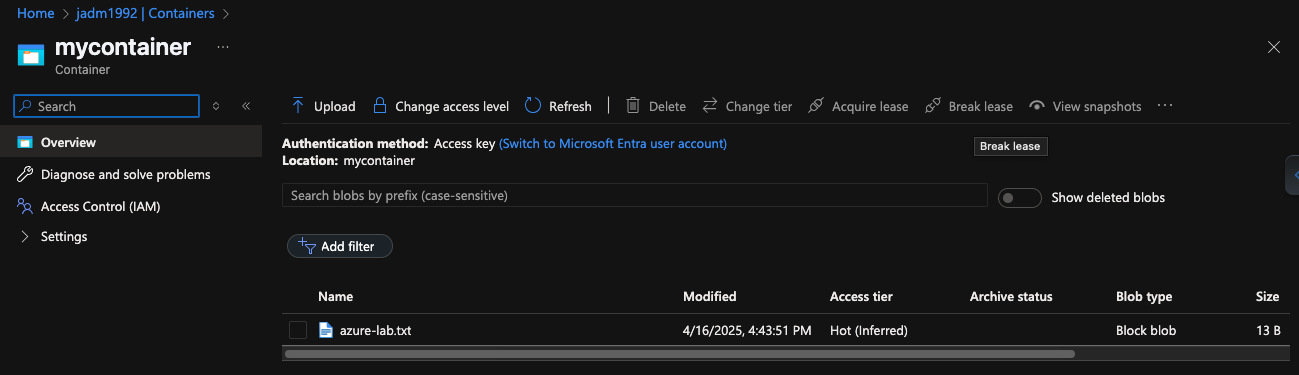 Home > jadm1992 | Containers >
mycontainer ...
Container
Search
Overview
Diagnose and solve problems
Access Control (IAM)
Settings
Upload Change access level Refresh Delete Change tier Acquire lease Break lease View snapshots ...
Authentication method: Access key (Switch to Microsoft Entra user account)
Break lease
Location: mycontainer
Search blobs by prefix (case-sensitive)
Show deleted blobs
Add filter
Name Modified Access tier Archive status Blob type Size
azure-lab.txt 4/16/2025, 4:43:51 PM Hot (Inferred) Block blob 13 B